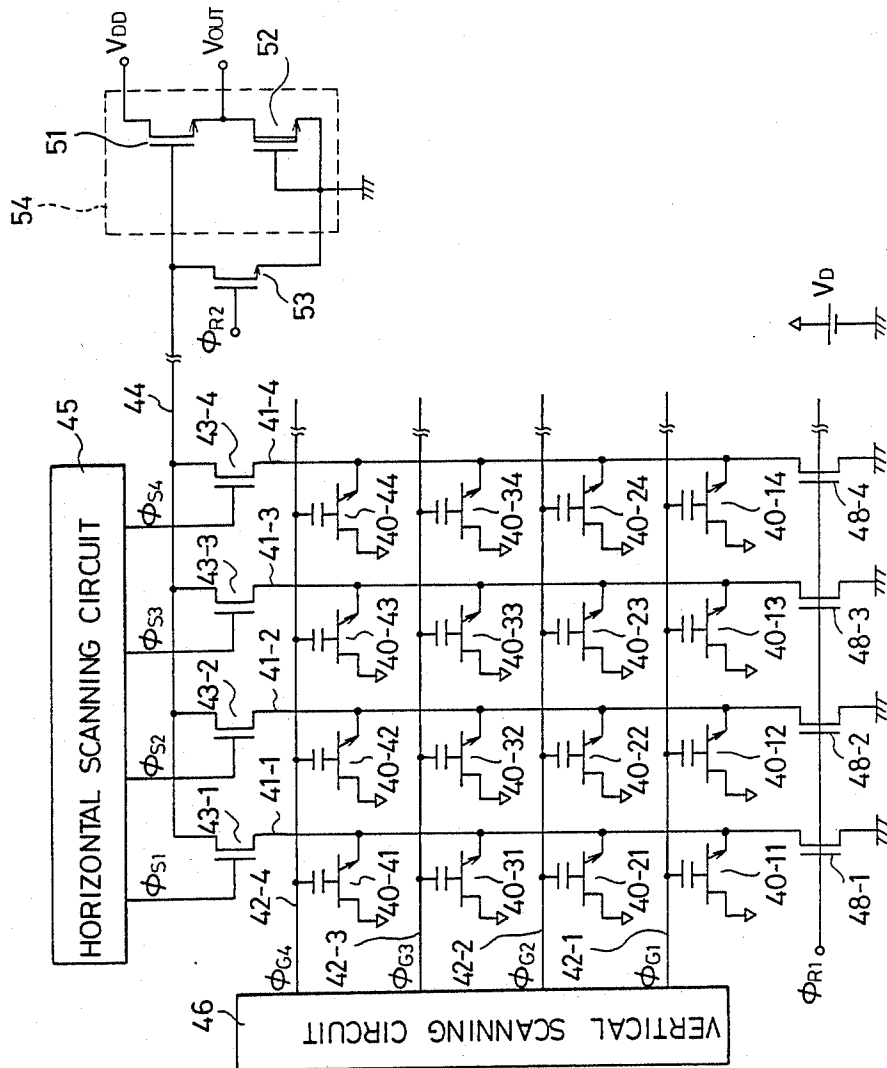 45
HORIZONTAL SCANNING CIRCUIT
44
54
51
VDD
VOUT
52
53
ΦR2
ΦS1
ΦS2
ΦS3
ΦS4
43-1
43-2
43-3
43-4
41-1
41-2
41-3
41-4
46
VERTICAL SCANNING CIRCUIT
ΦG4
42-4
40-41
40-42
40-43
40-44
ΦG3
42-3
40-31
40-32
40-33
40-34
ΦG2
42-2
40-21
40-22
40-23
40-24
ΦG1
42-1
40-11
40-12
40-13
40-14
ΦR1
48-1
48-2
48-3
48-4
VD